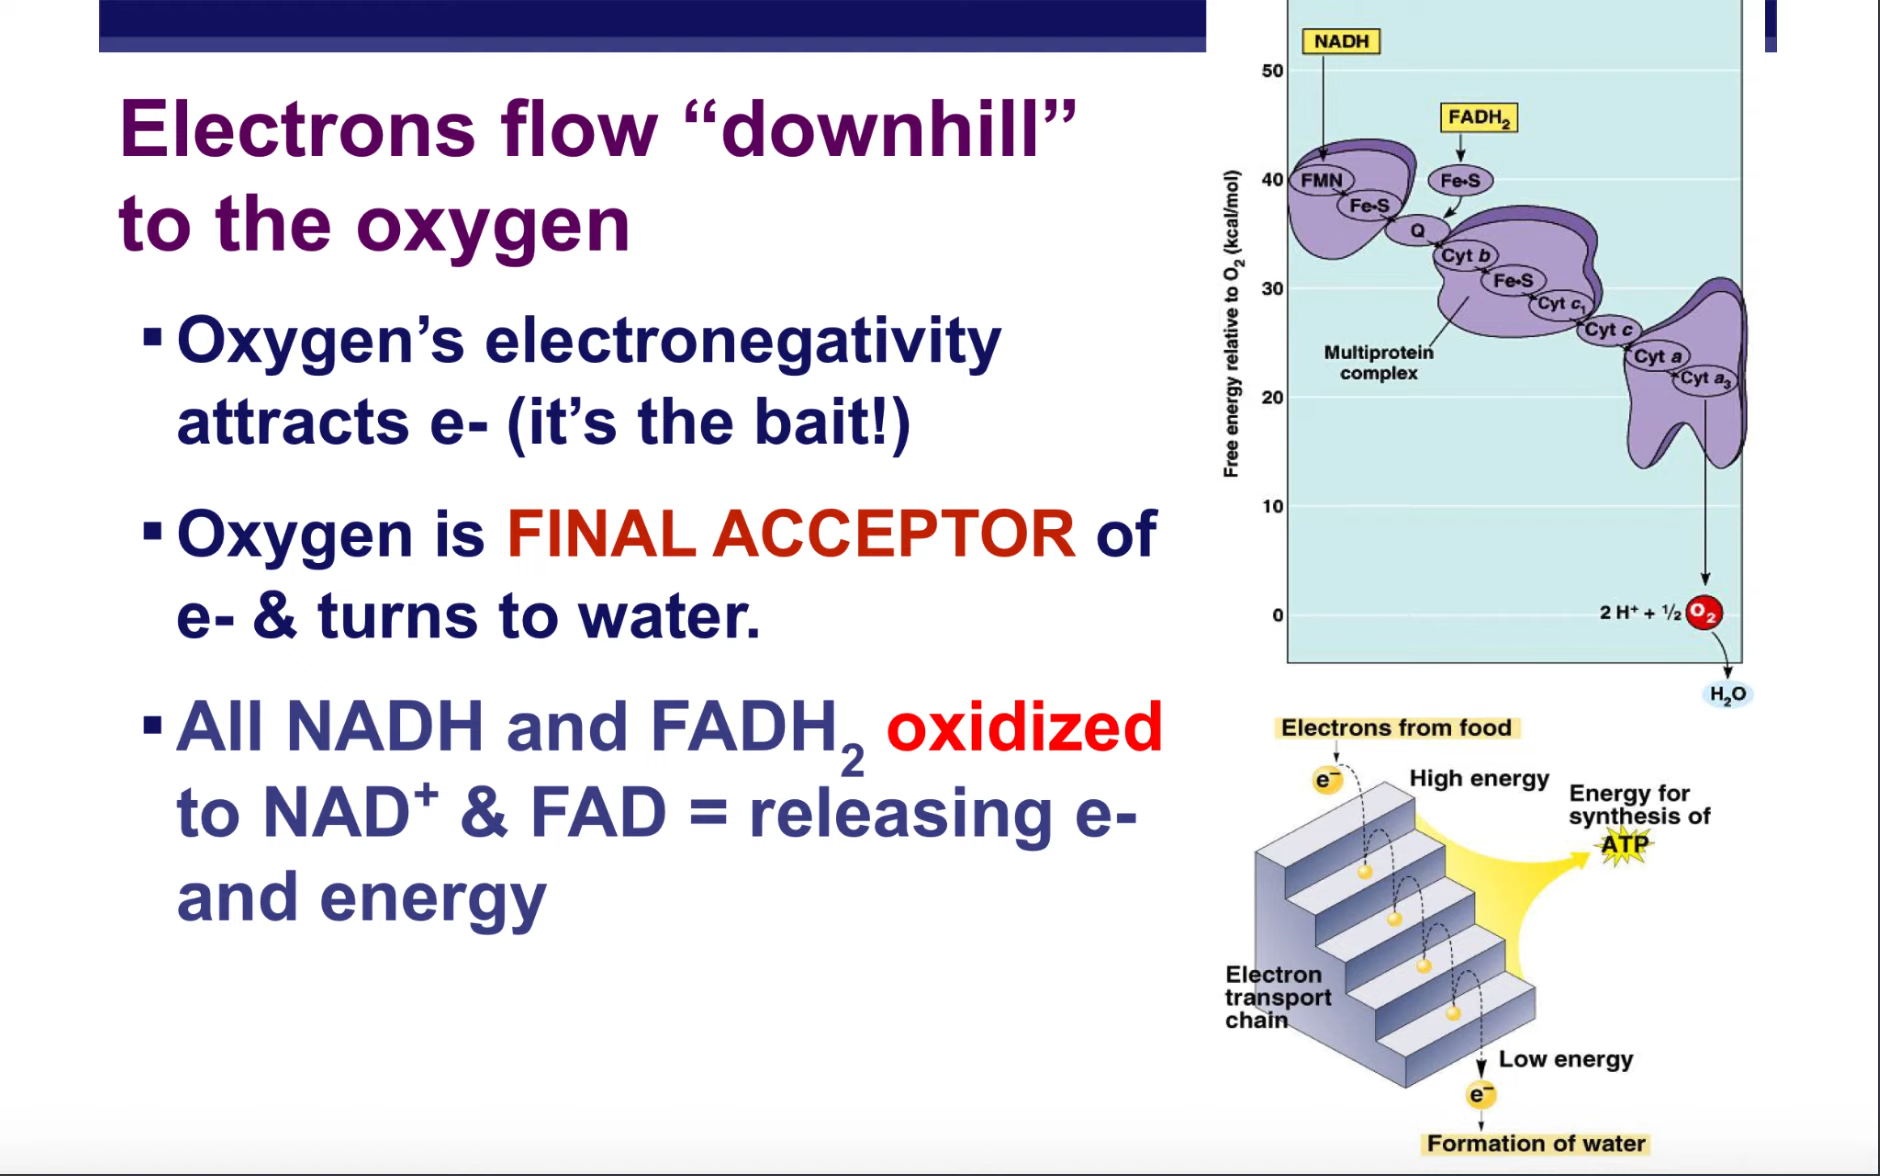 Electrons flow “downhill”
to the oxygen
▪ Oxygen’s electronegativity
attracts e- (it’s the bait!)
▪ Oxygen is FINAL ACCEPTOR of
e- & turns to water.
▪ All NADH and FADH₂ oxidized
to NAD⁺ & FAD = releasing e-
and energy
Free energy relative to O₂ (kcal/mol)
50
40
30
20
10
0
NADH
FADH₂
FMN
Fe•S
Fe•S
Q
Cyt b
Fe•S
Cyt c₁
Cyt c
Cyt a
Cyt a₃
Multiprotein
complex
2 H⁺ + ½ O₂
H₂O
Electrons from food
e⁻
High energy
Energy for
synthesis of
ATP
Electron
transport
chain
Low energy
e⁻
Formation of water